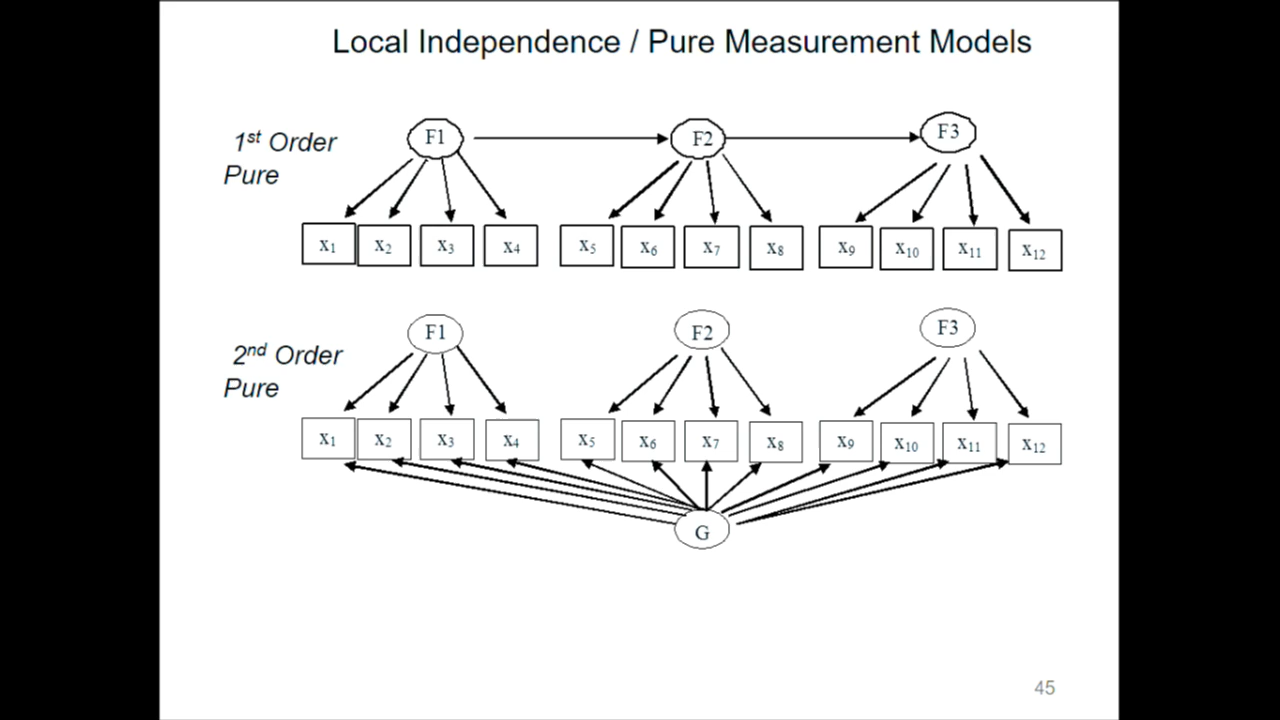 Local Independence / Pure Measurement Models
1st Order
Pure
F1 F2 F3
x1 x2 x3 x4 x5 x6 x7 x8 x9 x10 x11 x12
2nd Order
Pure
F1 F2 F3
x1 x2 x3 x4 x5 x6 x7 x8 x9 x10 x11 x12
G
45